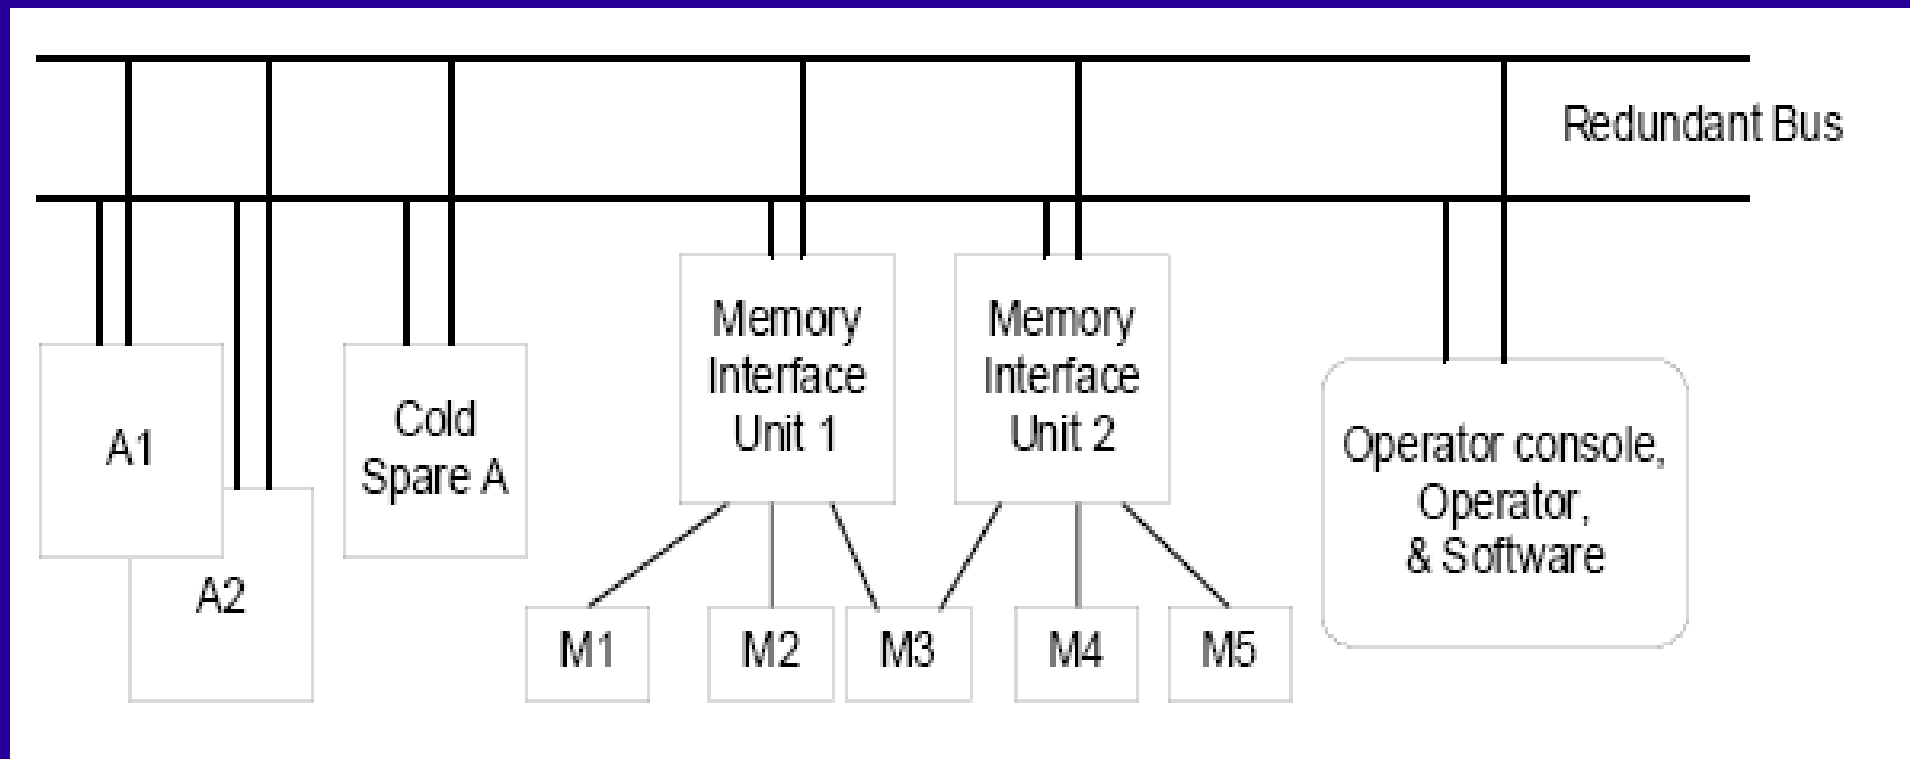 Redundant Bus
A1
A2
Cold
Spare A
Memory
Interface
Unit 1
Memory
Interface
Unit 2
M1
M2
M3
M4
M5
Operator console,
Operator,
& Software